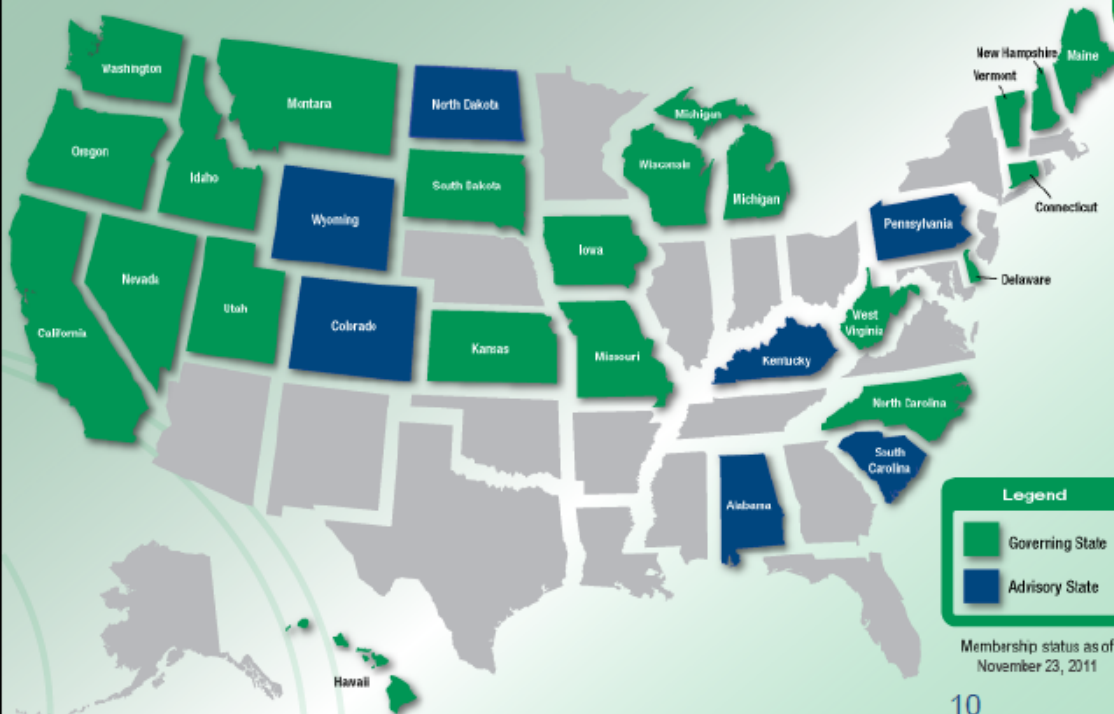 New Hampshire
Maine
Vermont
Washington
Montana
North Dakota
Michigan
Oregon
Idaho
Wisconsin
South Dakota
Michigan
Connecticut
Wyoming
Pennsylvania
Iowa
Nevada
Delaware
Utah
California
Colorado
West
Virginia
Kansas
Missouri
Kentucky
North Carolina
South
Carolina
Alabama
Legend
Governing State
Advisory State
Membership status as of
November 23, 2011
Hawaii
10